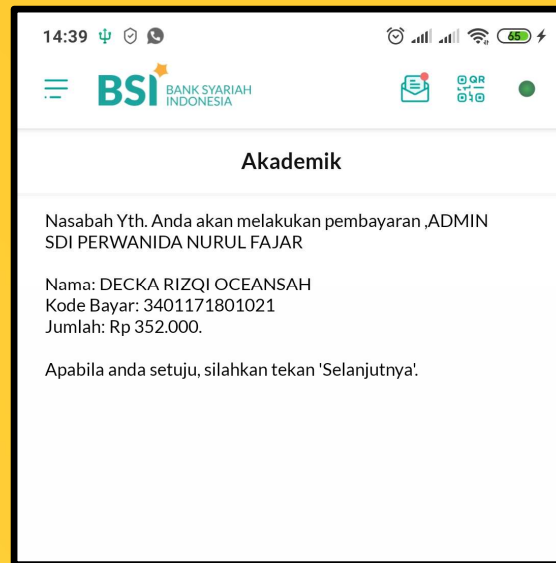 14:39 65
BSI BANK SYARIAH
INDONESIA
QR
Akademik
Nasabah Yth. Anda akan melakukan pembayaran ,ADMIN
SDI PERWANIDA NURUL FAJAR
Nama: DECKA RIZQI OCEANSAH
Kode Bayar: 3401171801021
Jumlah: Rp 352.000.
Apabila anda setuju, silahkan tekan 'Selanjutnya'.